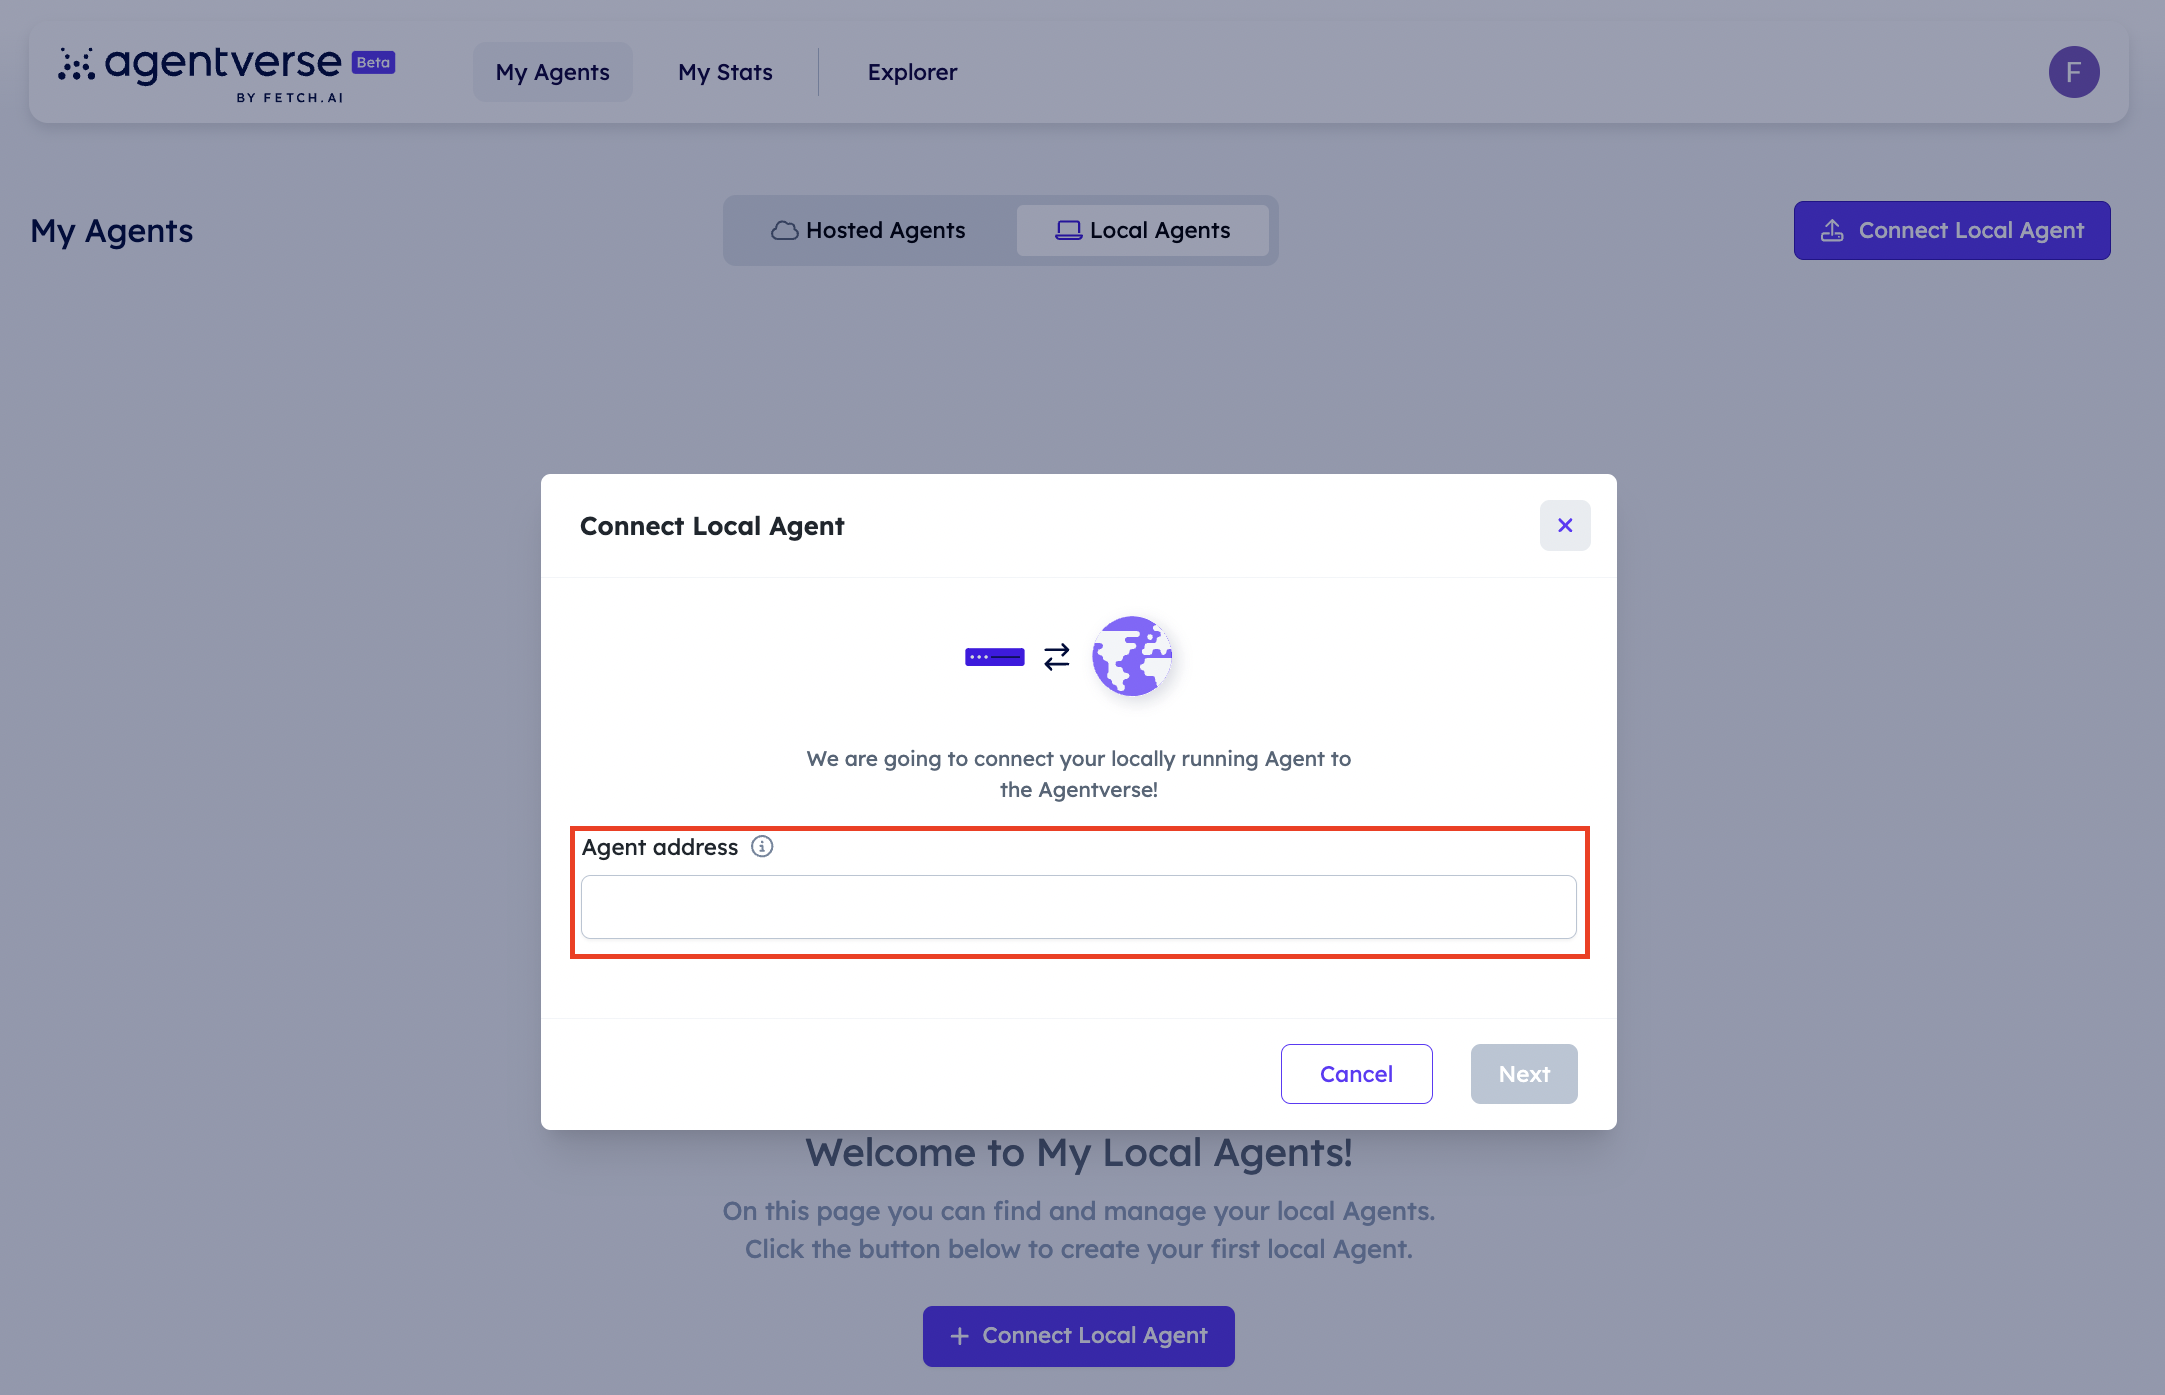 agentverse Beta
BY FETCH.AI
My Agents
My Stats
Explorer
F
My Agents
Hosted Agents
Local Agents
Connect Local Agent
Connect Local Agent
We are going to connect your locally running Agent to
the Agentverse!
Agent address
Cancel
Next
Welcome to My Local Agents!
On this page you can find and manage your local Agents.
Click the button below to create your first local Agent.
+ Connect Local Agent